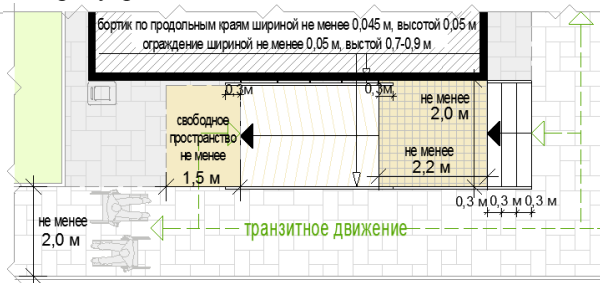 бортик по продольным краям шириной не менее 0,045 м, высотой 0,05 м
ограждение шириной не менее 0,05 м, выстой 0,7-0,9 м
0,3м
0,3м
свободное
пространство
не менее
1,5 м
не менее
2,0 м
не менее
2,2 м
0,3 м 0,3 м 0,3 м
не менее
2,0 м
транзитное движение